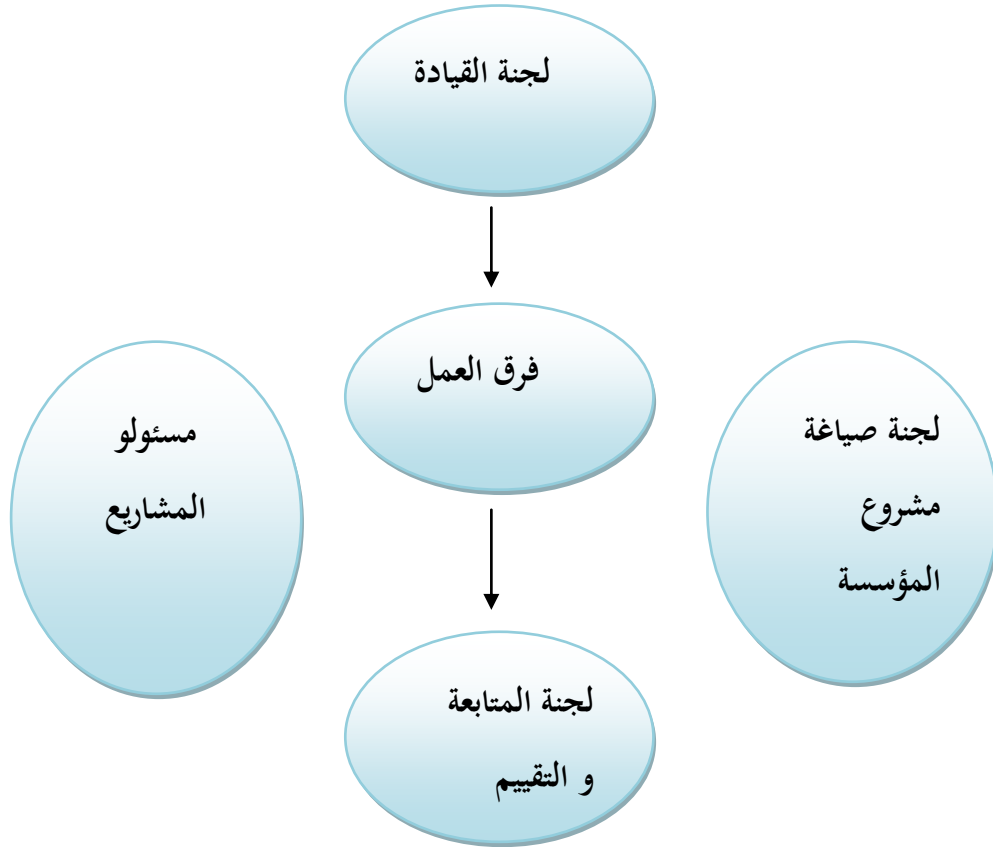 لجنة القيادة
فرق العمل
لجنة صياغة
مشروع
المؤسسة
مسئولو
المشاريع
لجنة المتابعة
و التقييم